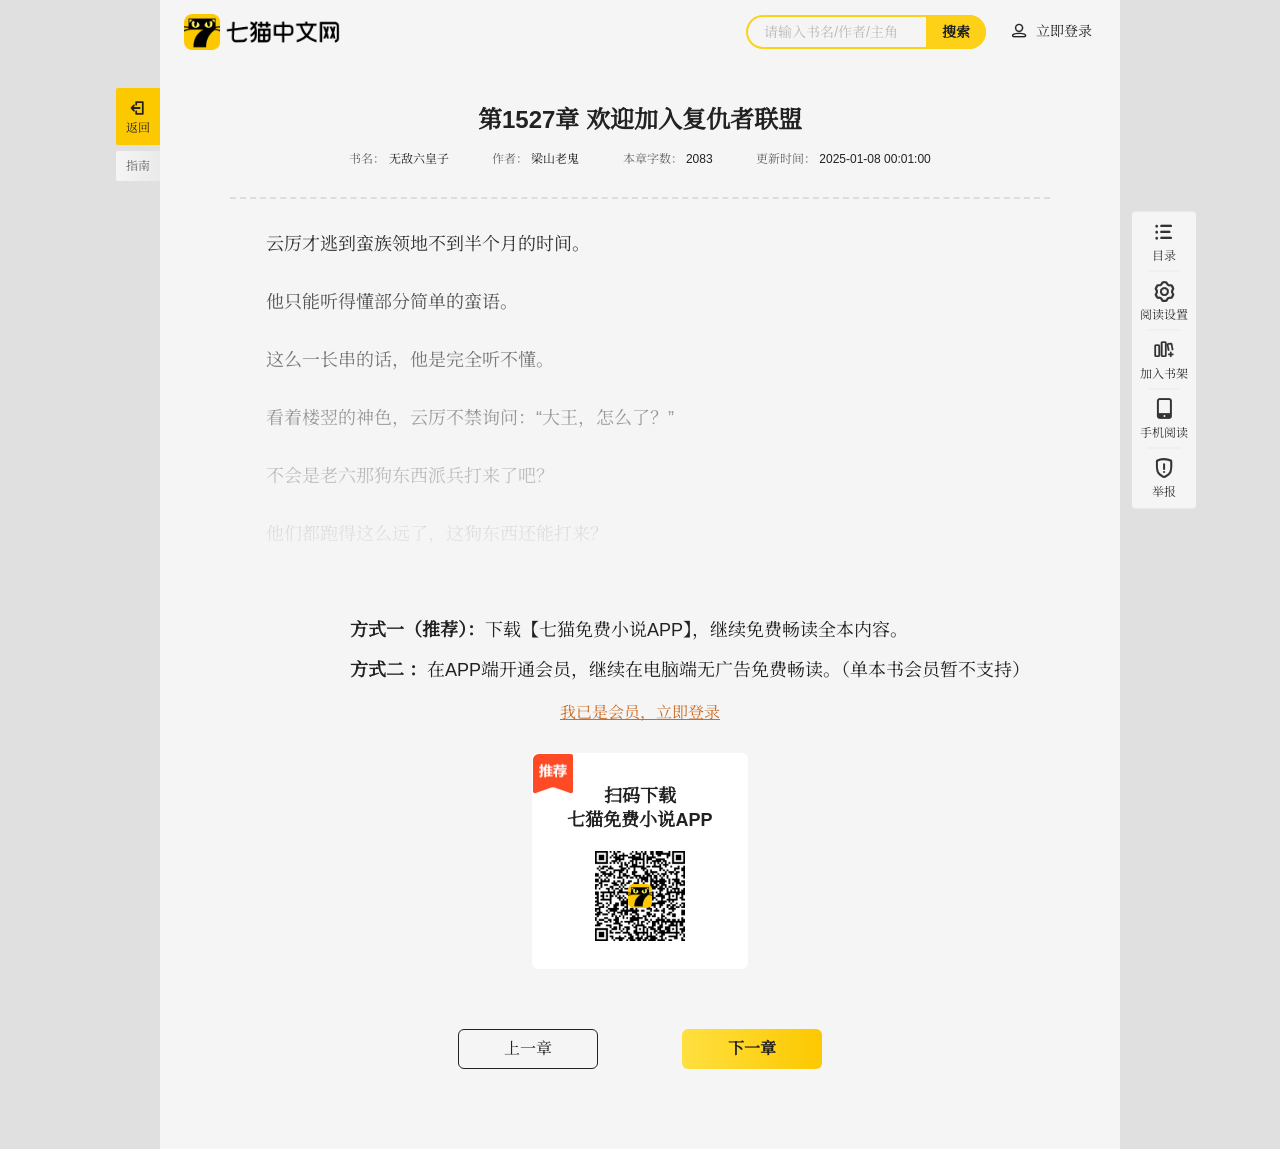 七猫中文网
请输入书名/作者/主角
搜索
立即登录
返回
指南
第1527章 欢迎加入复仇者联盟
书名： 无敌六皇子 作者： 梁山老鬼 本章字数： 2083 更新时间： 2025-01-08 00:01:00
云厉才逃到蛮族领地不到半个月的时间。
他只能听得懂部分简单的蛮语。
这么一长串的话，他是完全听不懂。
看着楼翌的神色，云厉不禁询问：“大王，怎么了？”
不会是老六那狗东西派兵打来了吧？
他们都跑得这么远了，这狗东西还能打来？
目录
阅读设置
加入书架
手机阅读
举报
方式一（推荐）：下载【七猫免费小说APP】，继续免费畅读全本内容。
方式二 ：在APP端开通会员，继续在电脑端无广告免费畅读。（单本书会员暂不支持）
我已是会员，立即登录
推荐
扫码下载
七猫免费小说APP
上一章
下一章